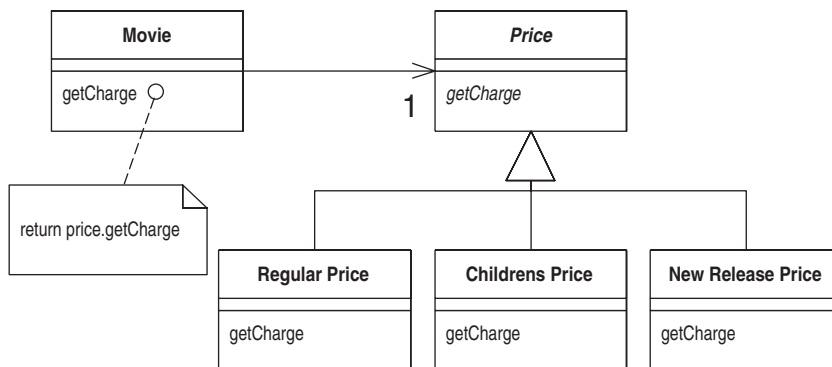 Movie
Price
getCharge
1
getCharge
return price.getCharge
Regular Price
Childrens Price
New Release Price
getCharge
getCharge
getCharge